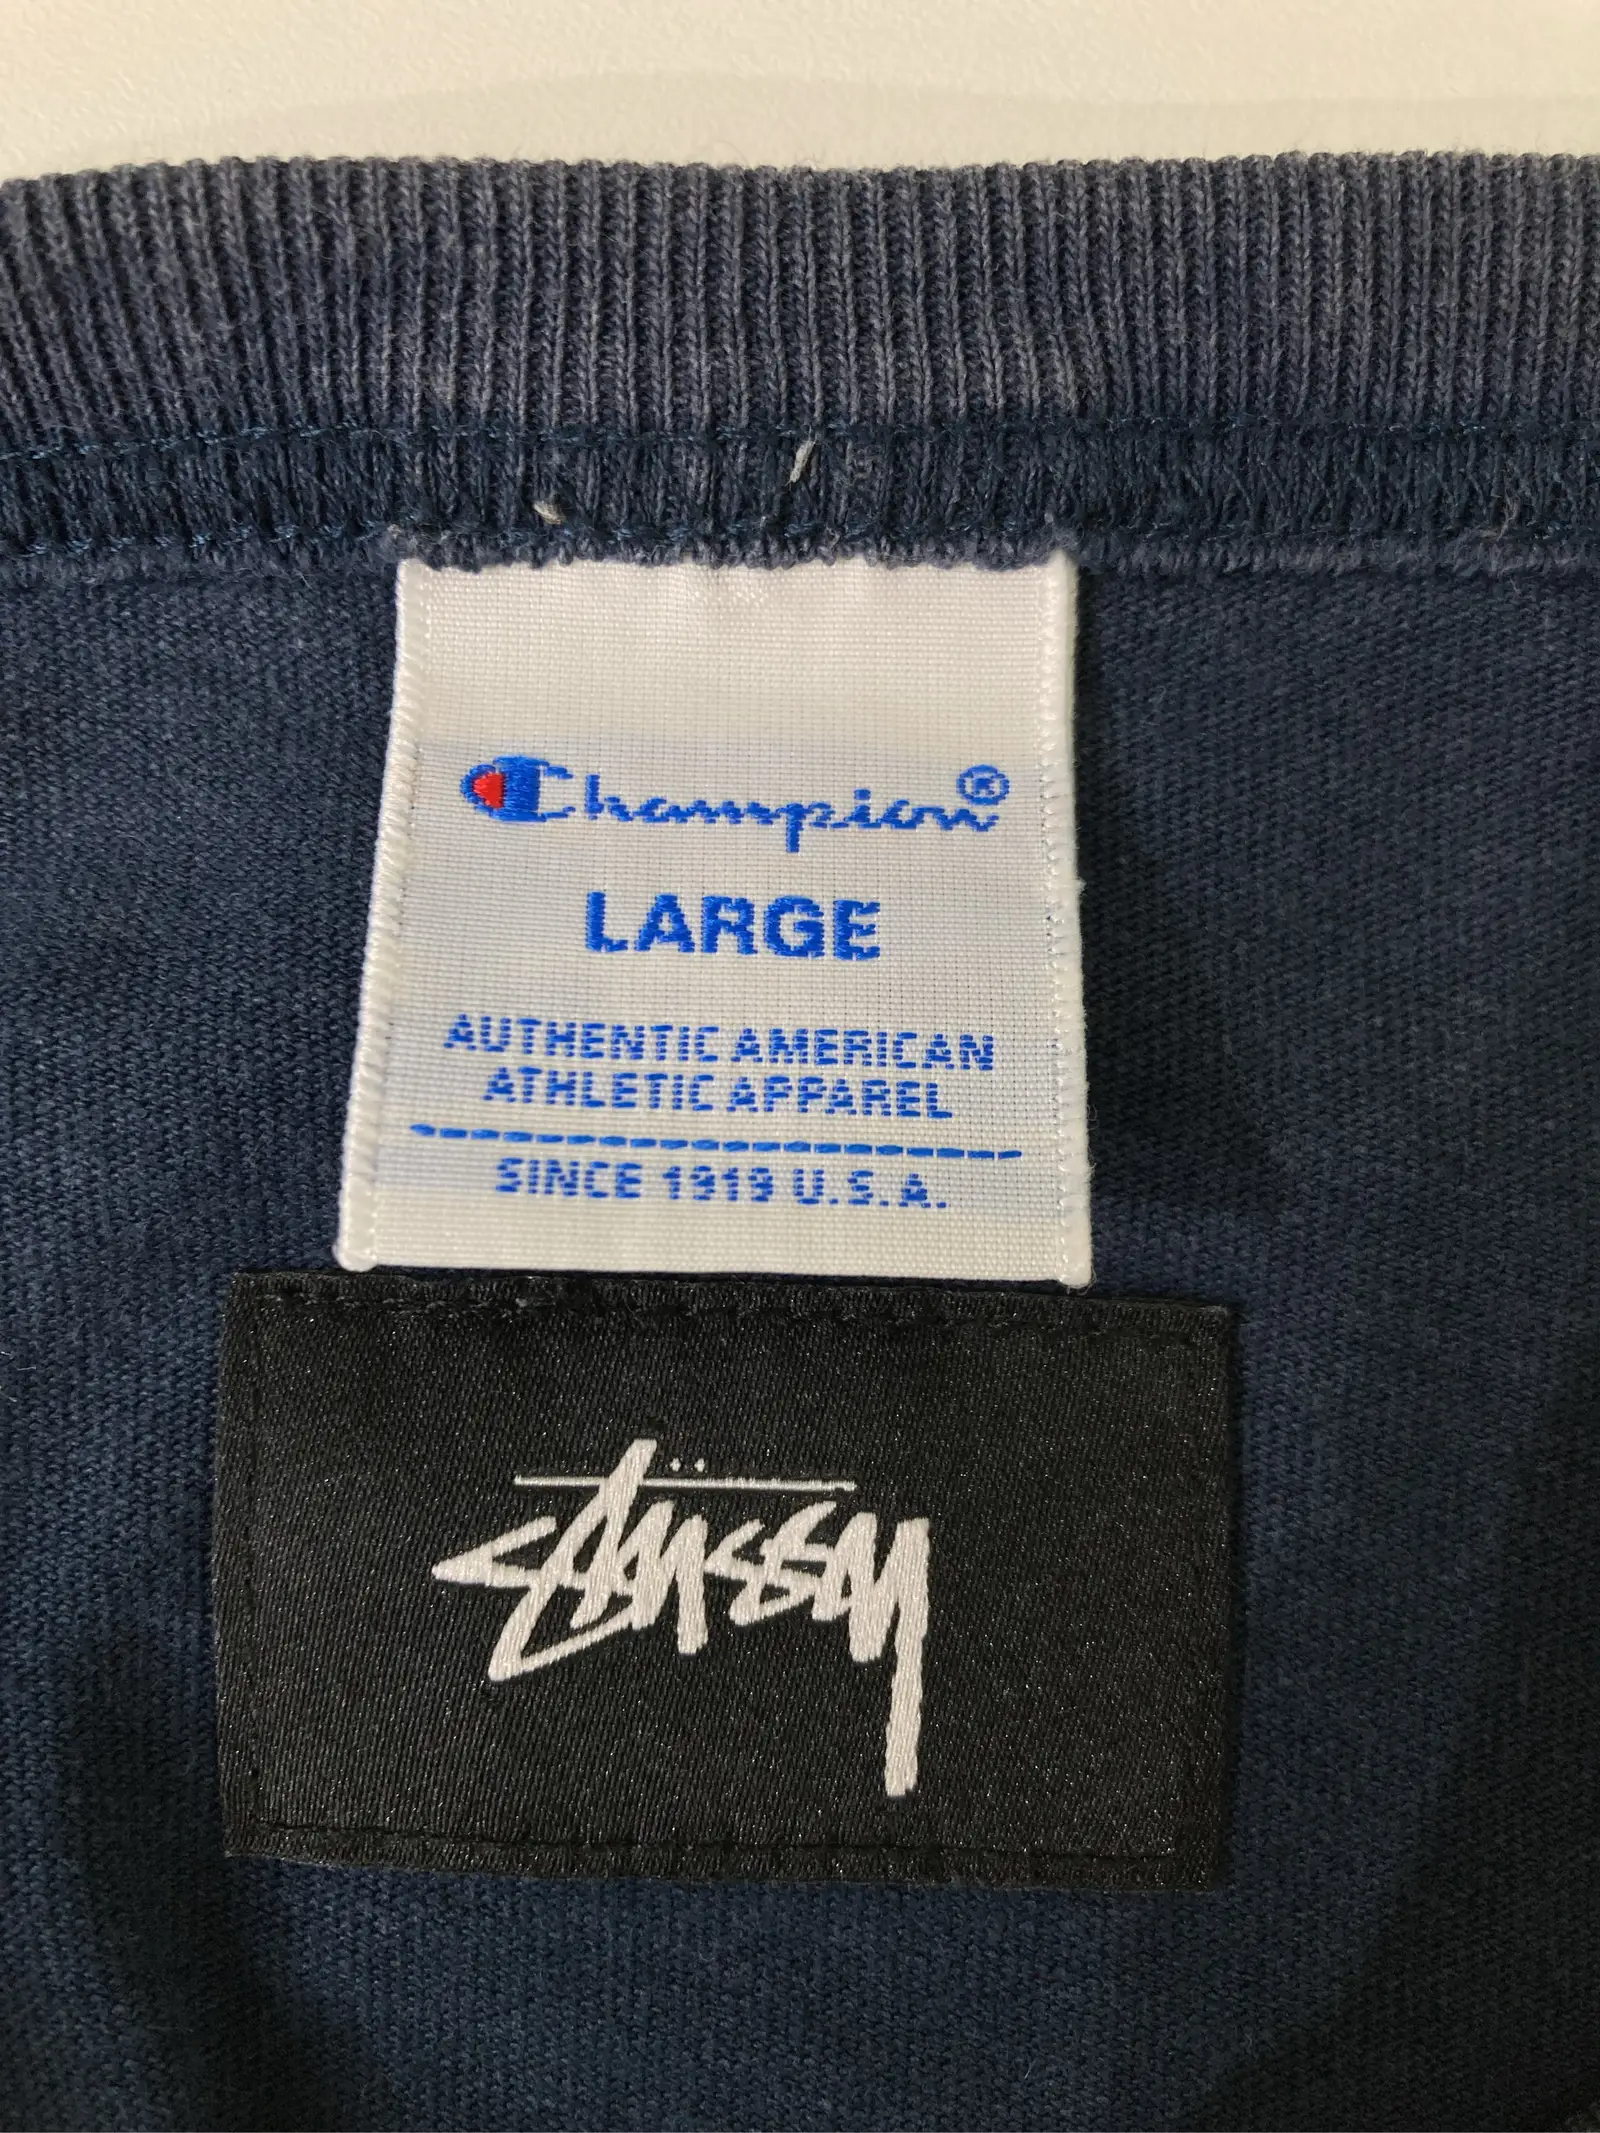 Champion®
LARGE
AUTHENTIC AMERICAN
ATHLETIC APPAREL
SINCE 1919 U.S.A.
Stüssy